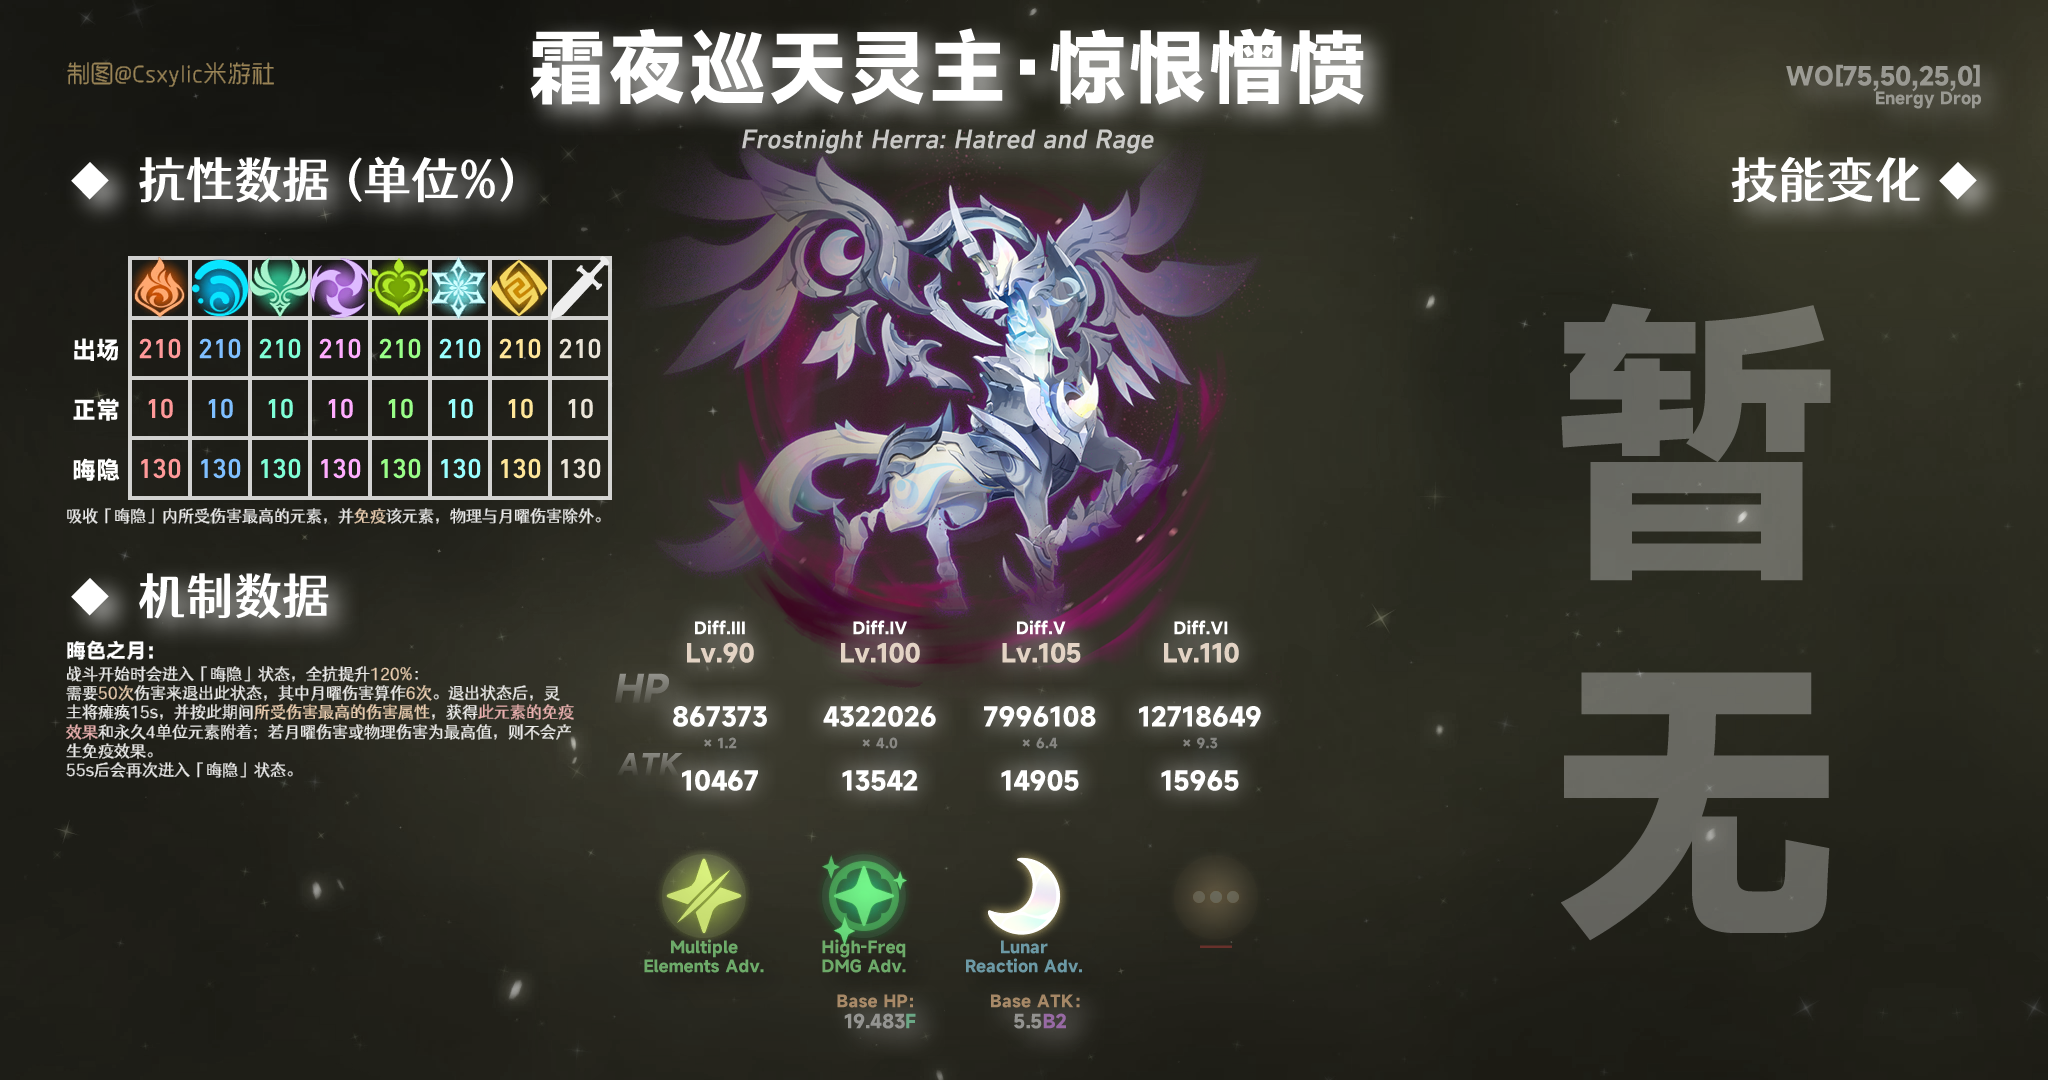 制图@Csxylic米游社
霜夜巡天灵主·惊恨憎愤
Frostnight Herra: Hatred and Rage
WO[75,50,25,0]
Energy Drop
抗性数据 (单位%)
出场 210 210 210 210 210 210 210 210
正常 10 10 10 10 10 10 10 10
晦隐 130 130 130 130 130 130 130 130
吸收「晦隐」内所受伤害最高的元素，并免疫该元素，物理与月曜伤害除外。
机制数据
晦色之月：
战斗开始时会进入「晦隐」状态，全抗提升120%：
需要50次伤害来退出此状态，其中月曜伤害算作6次。退出状态后，灵
主将瘫痪15s，并按此期间所受伤害最高的伤害属性，获得此元素的免疫
效果和永久4单位元素附着；若月曜伤害或物理伤害为最高值，则不会产
生免疫效果。
55s后会再次进入「晦隐」状态。
Diff.III Diff.IV Diff.V Diff.VI
Lv.90 Lv.100 Lv.105 Lv.110
HP
867373 4322026 7996108 12718649
× 1.2 × 4.0 × 6.4 × 9.3
ATK
10467 13542 14905 15965
Multiple
Elements Adv.
High-Freq
DMG Adv.
Lunar
Reaction Adv.
Base HP:
19.483F
Base ATK:
5.5B2
技能变化
暂
无